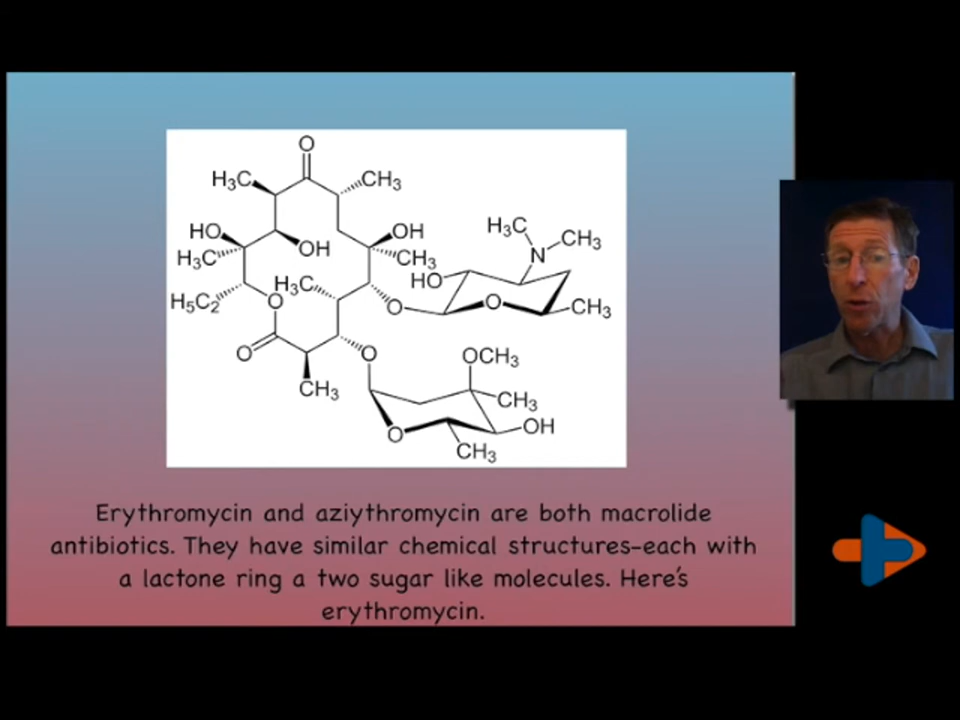 O
H₃C CH₃
HO OH H₃C
H₃C OH CH₃ N CH₃
H₃C HO
H₅C₂ O O O CH₃
O O OCH₃
CH₃ CH₃
O OH
CH₃
Erythromycin and aziythromycin are both macrolide
antibiotics. They have similar chemical structures-each with
a lactone ring a two sugar like molecules. Here's
erythromycin.